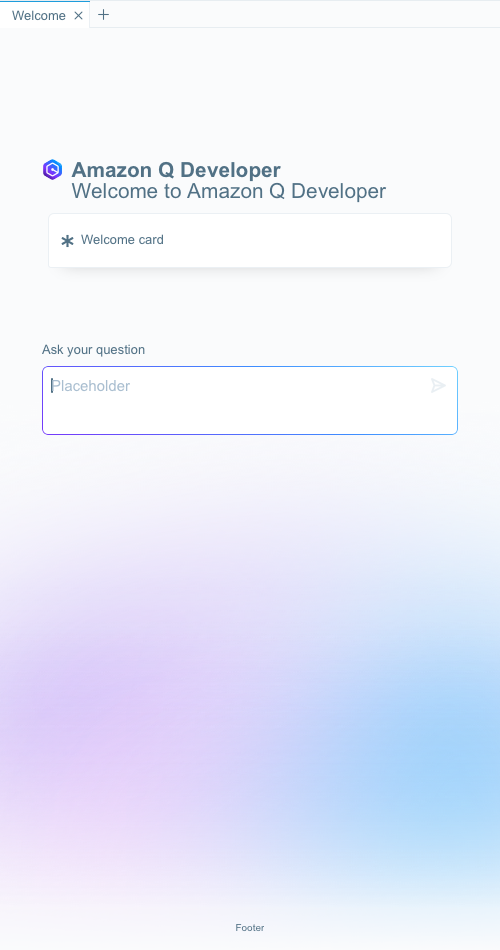 Welcome
Amazon Q Developer
Welcome to Amazon Q Developer
Welcome card
Ask your question
Placeholder
Footer